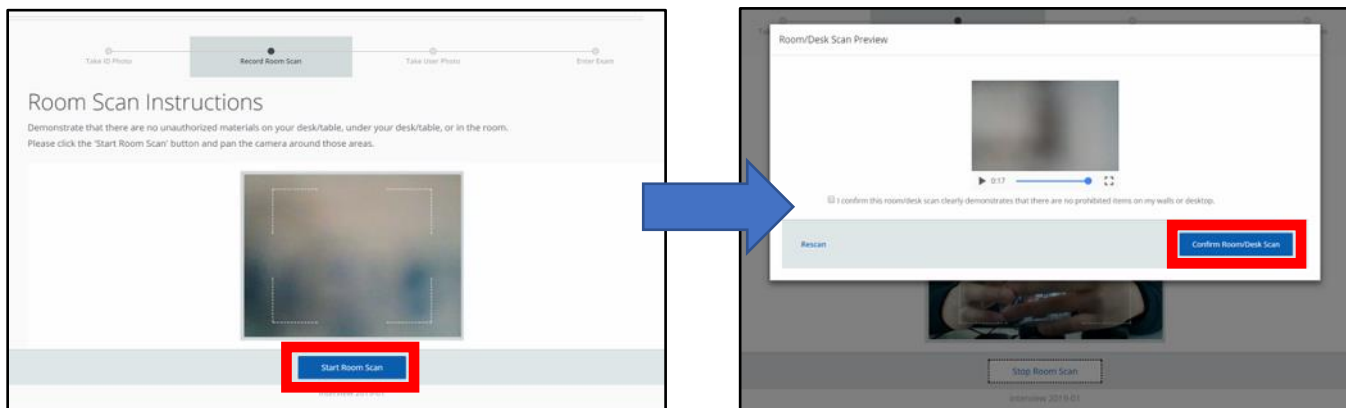 Take ID Photo
Record Room Scan
Take User Photo
Enter Exam
Room Scan Instructions
Demonstrate that there are no unauthorized materials on your desk/table, under your desk/table, or in the room.
Please click the 'Start Room Scan' button and pan the camera around those areas.
Start Room Scan
Room/Desk Scan Preview
0:17
I confirm this room/desk scan clearly demonstrates that there are no prohibited items on my walls or desktop.
Rescan
Confirm Room/Desk Scan
Stop Room Scan
interview 2019-01